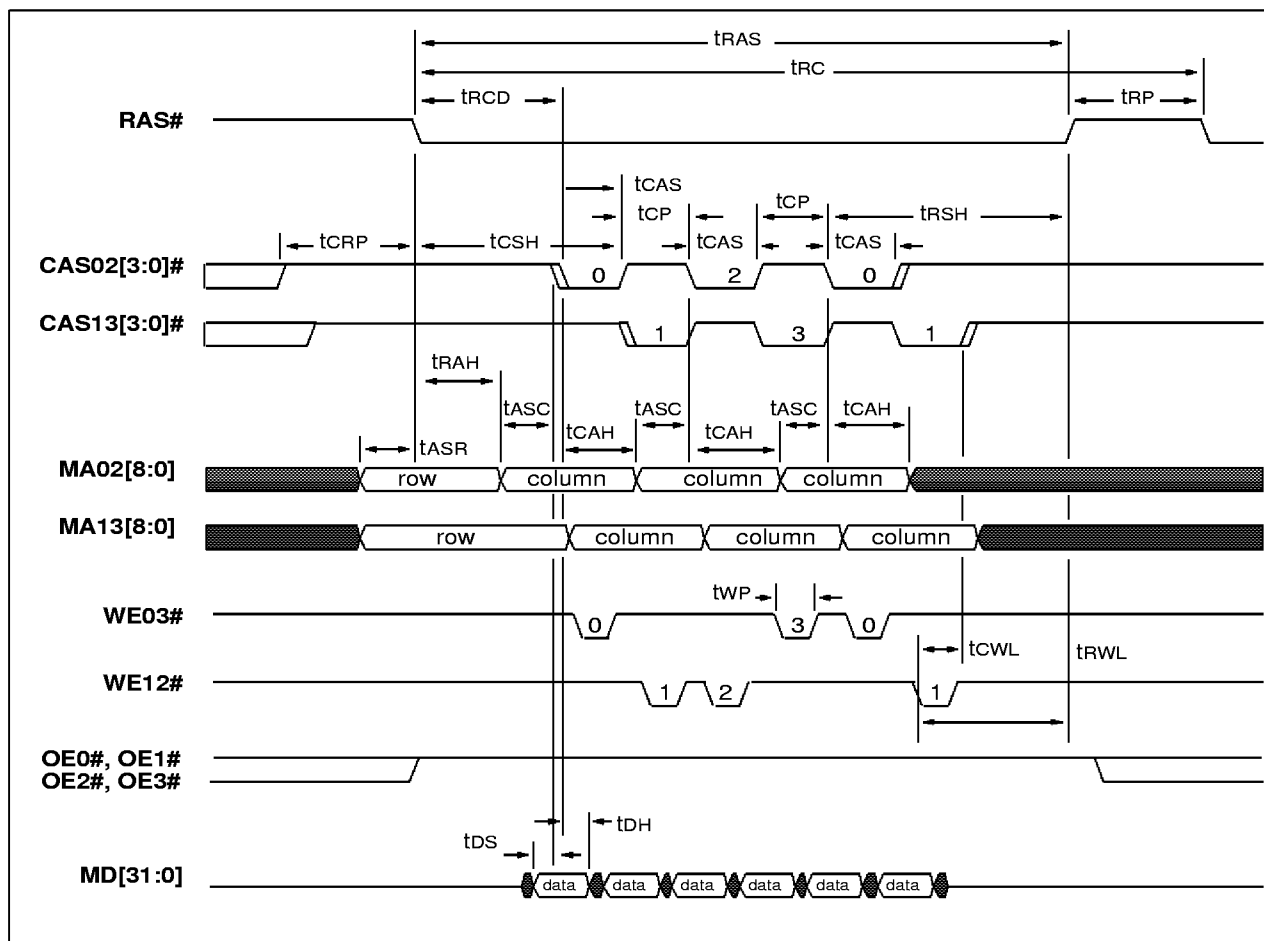 tRAS
tRC
tRCD
tRP
RAS#
tCAS
tCP
tCP
tRSH
tCRP
tCSH
tCAS
tCAS
CAS02[3:0]#
0
2
0
CAS13[3:0]#
1
3
1
tRAH
tASC
tASC
tASC
tCAH
tASR
tCAH
tCAH
MA02[8:0]
row
column
column
column
MA13[8:0]
row
column
column
column
tWP
WE03#
0
3
0
tCWL
tRWL
WE12#
1
2
1
OE0#, OE1#
OE2#, OE3#
tDS
tDH
MD[31:0]
data
data
data
data
data
data